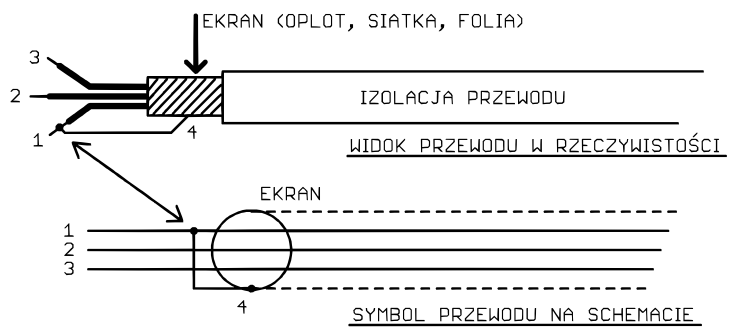 EKRAN (OPLOT, SIATKA, FOLIA)
3
2
1
4
IZOLACJA PRZEWODU
WIDOK PRZEWODU W RZECZYWISTOŚCI
EKRAN
1
2
3
4
SYMBOL PRZEWODU NA SCHEMACIE